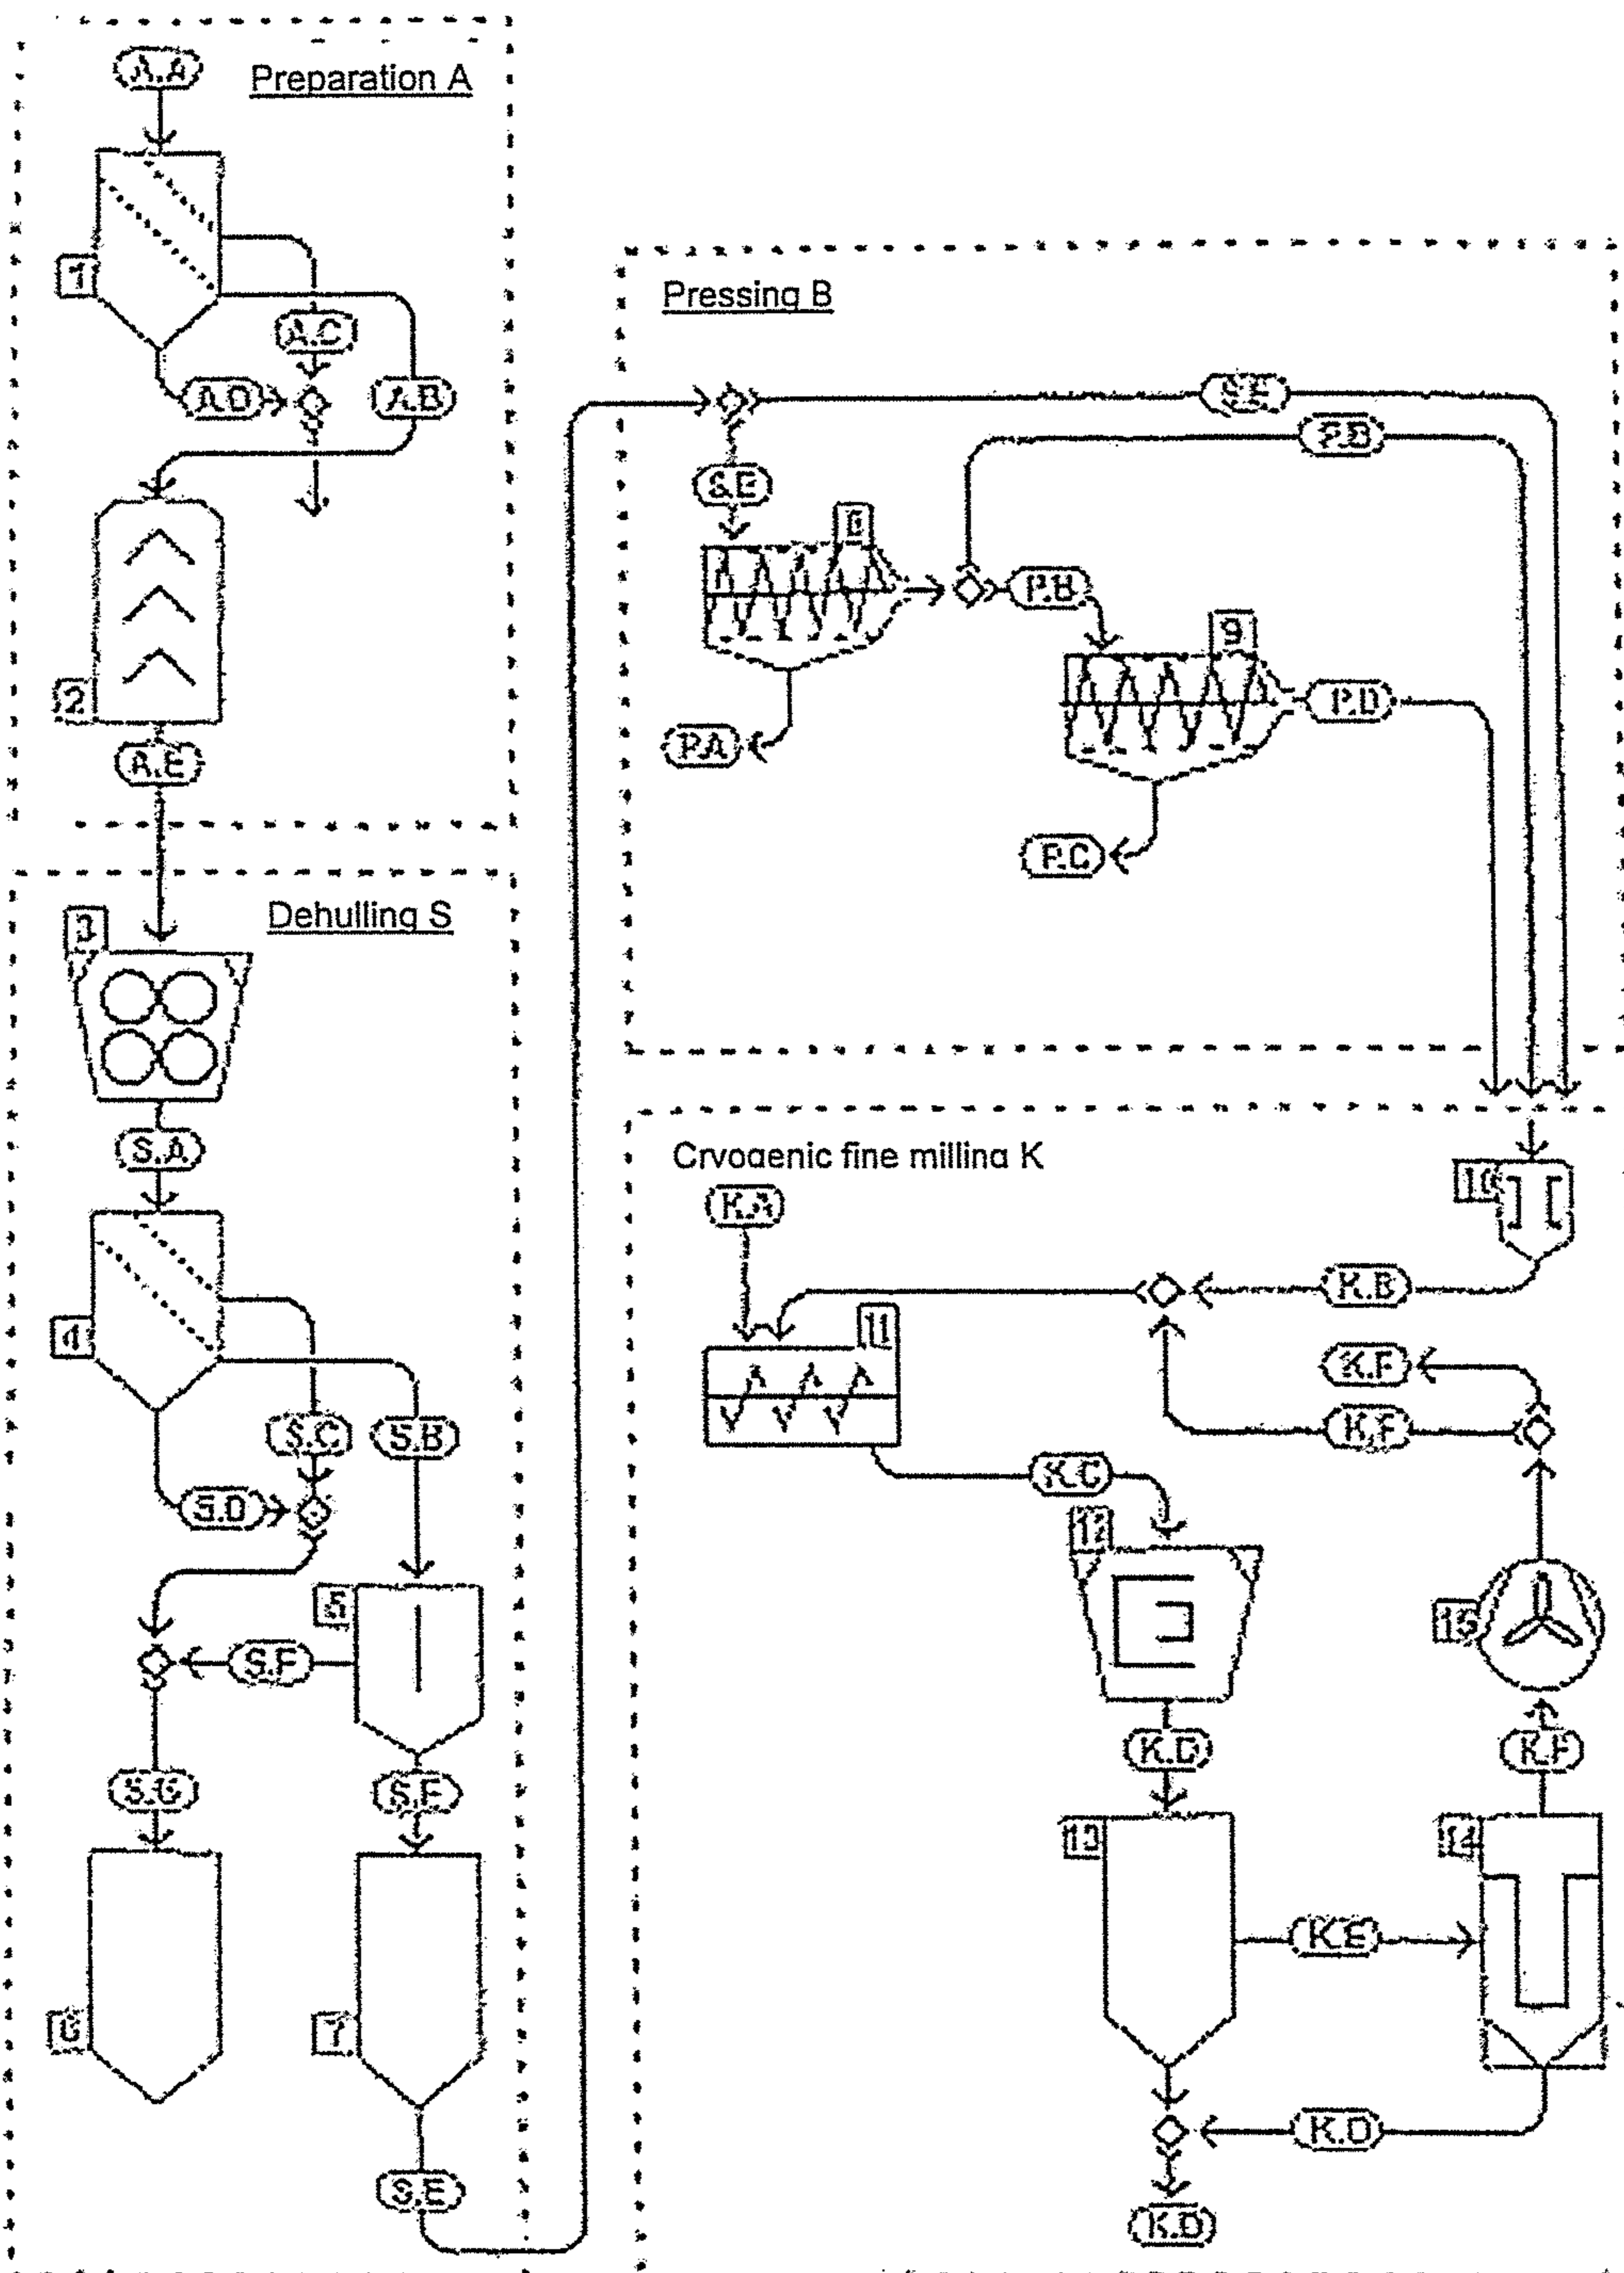 A.A
Preparation A
1
A.C
A.D
A.B
2
A.E
Dehulling S
3
S.A
4
S.C
S.B
S.D
5
S.F
S.G
S.E
6
7
S.E
Pressing B
S.E
P.B
S.E
8
P.B
9
P.D
P.A
P.C
Cryogenic fine milling K
K.A
10
K.B
11
K.F
K.F
K.C
12
15
K.D
K.F
13
14
K.E
K.D
K.D